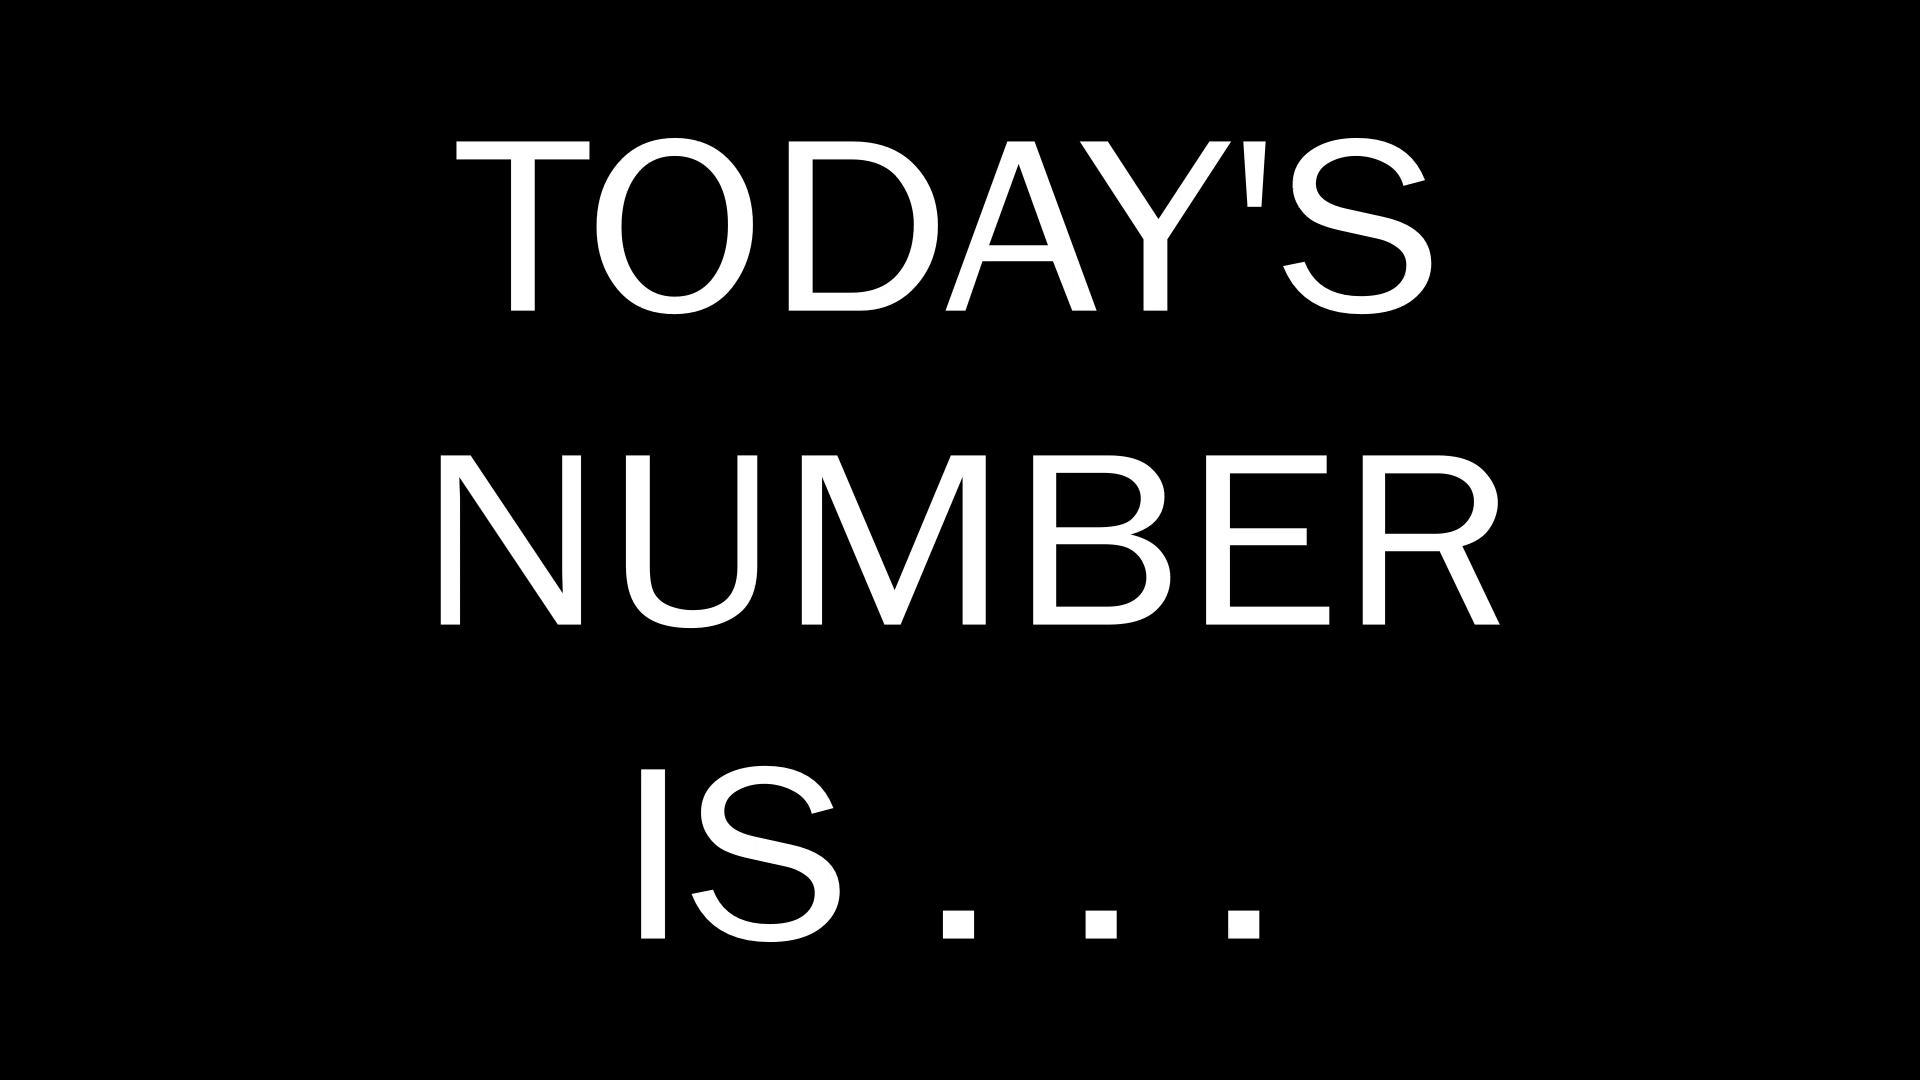 TODAY'S
NUMBER
IS . . .